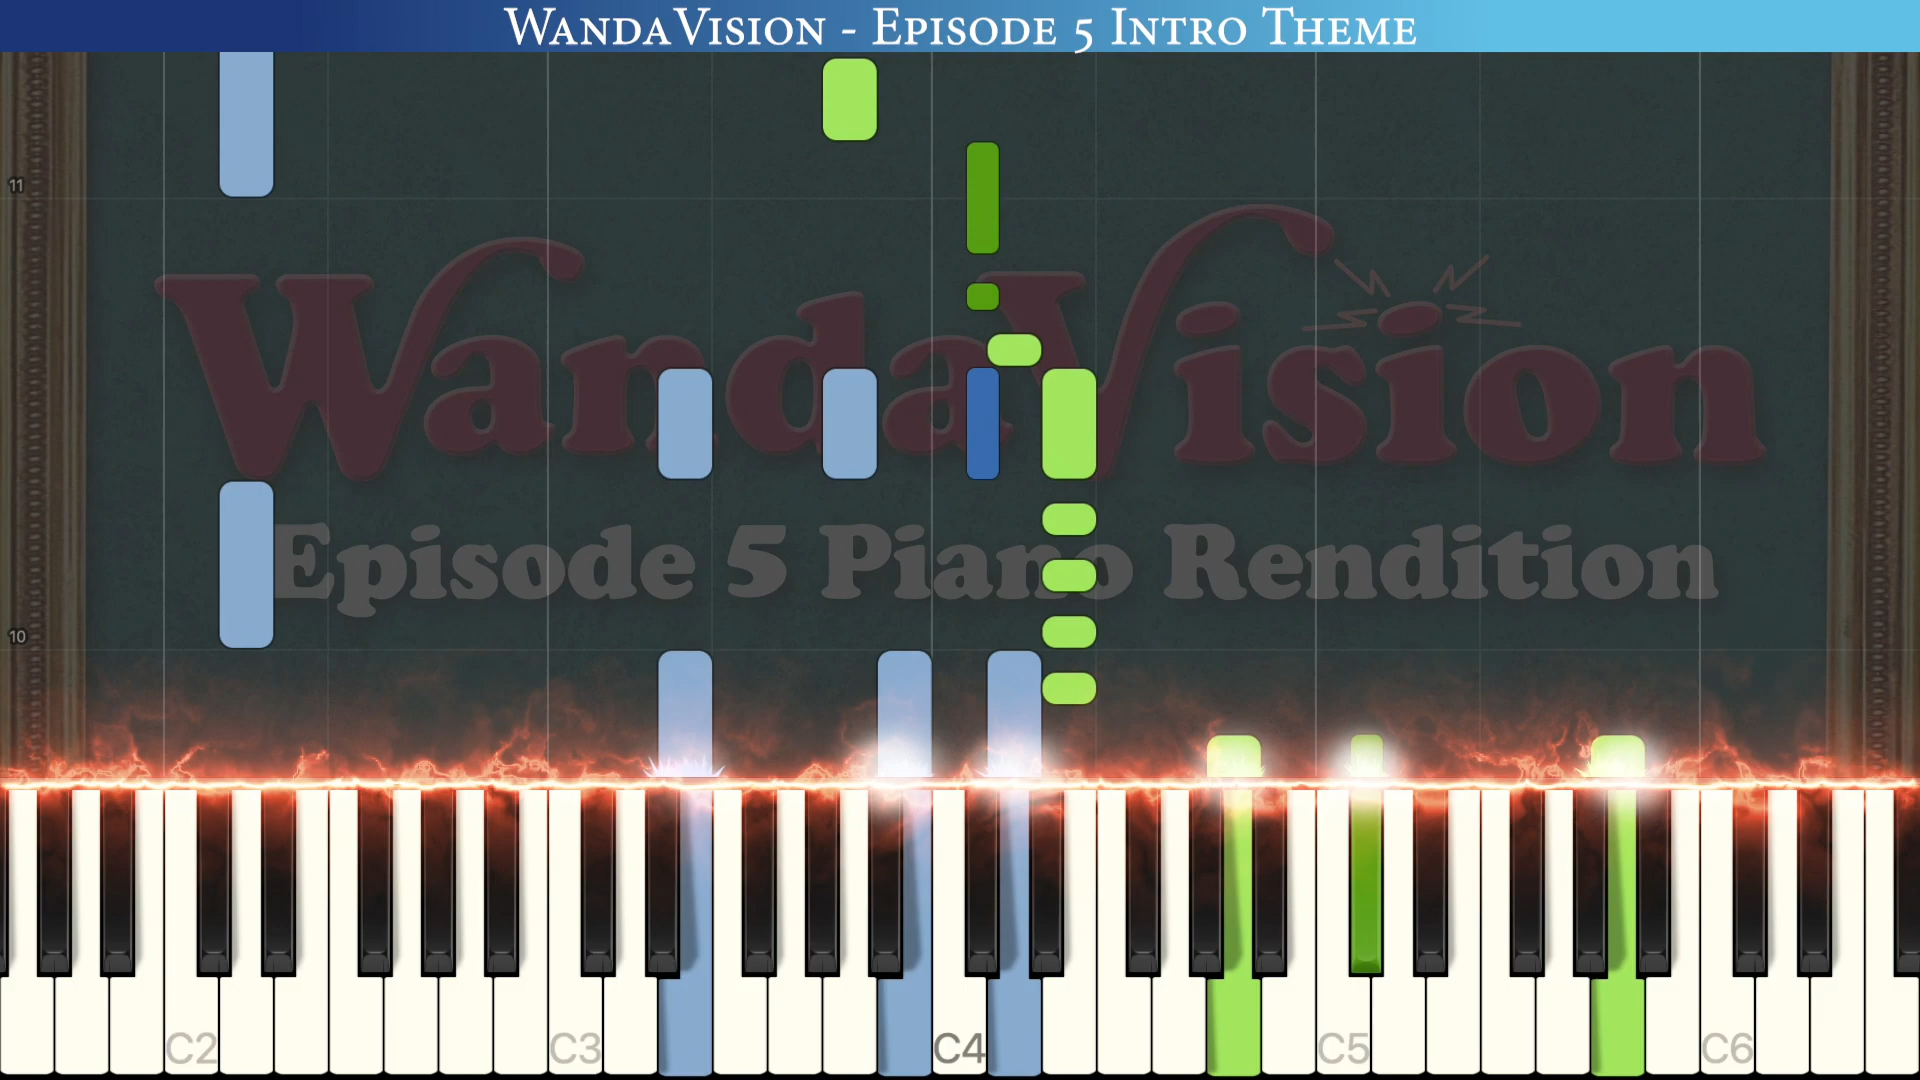 WandaVision - Episode 5 Intro Theme
11
WandaVision
Episode 5 Piano Rendition
10
C2 C3 C4 C5 C6